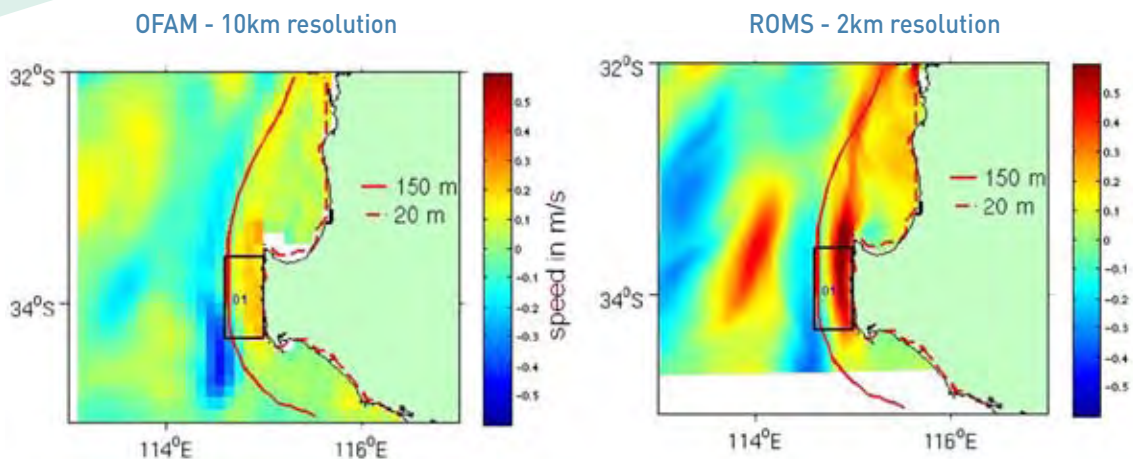 OFAM - 10km resolution
32°S
34°S
114°E
116°E
150 m
20 m
01
0.5
0.4
0.3
0.2
0.1
0
-0.1
-0.2
-0.3
-0.4
-0.5
speed in m/s
ROMS - 2km resolution
32°S
34°S
114°E
116°E
150 m
20 m
01
0.5
0.4
0.3
0.2
0.1
0
-0.1
-0.2
-0.3
-0.4
-0.5